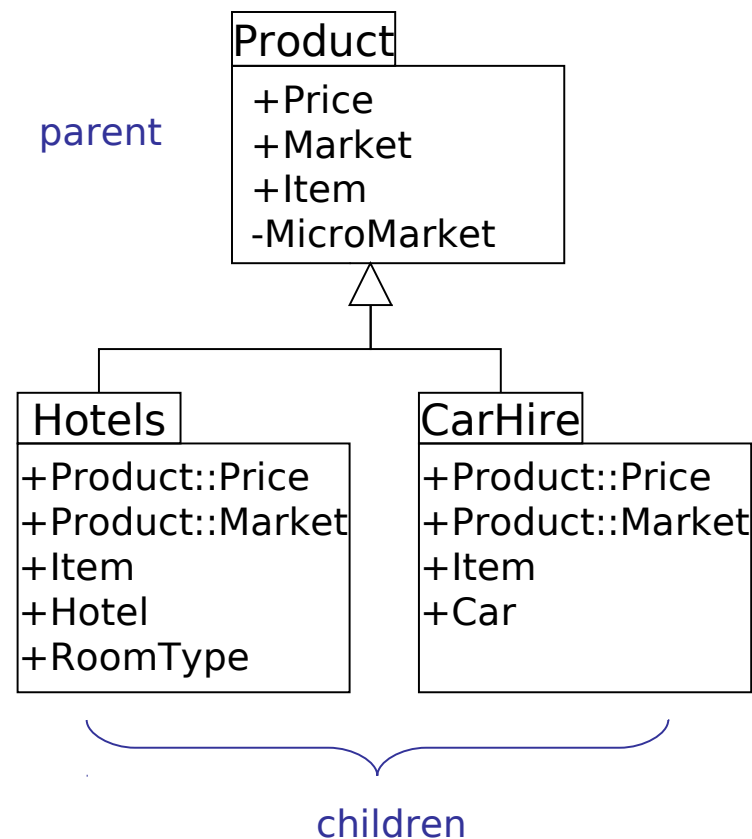 Product
+Price
+Market
+Item
-MicroMarket
parent
Hotels
+Product::Price
+Product::Market
+Item
+Hotel
+RoomType
CarHire
+Product::Price
+Product::Market
+Item
+Car
children